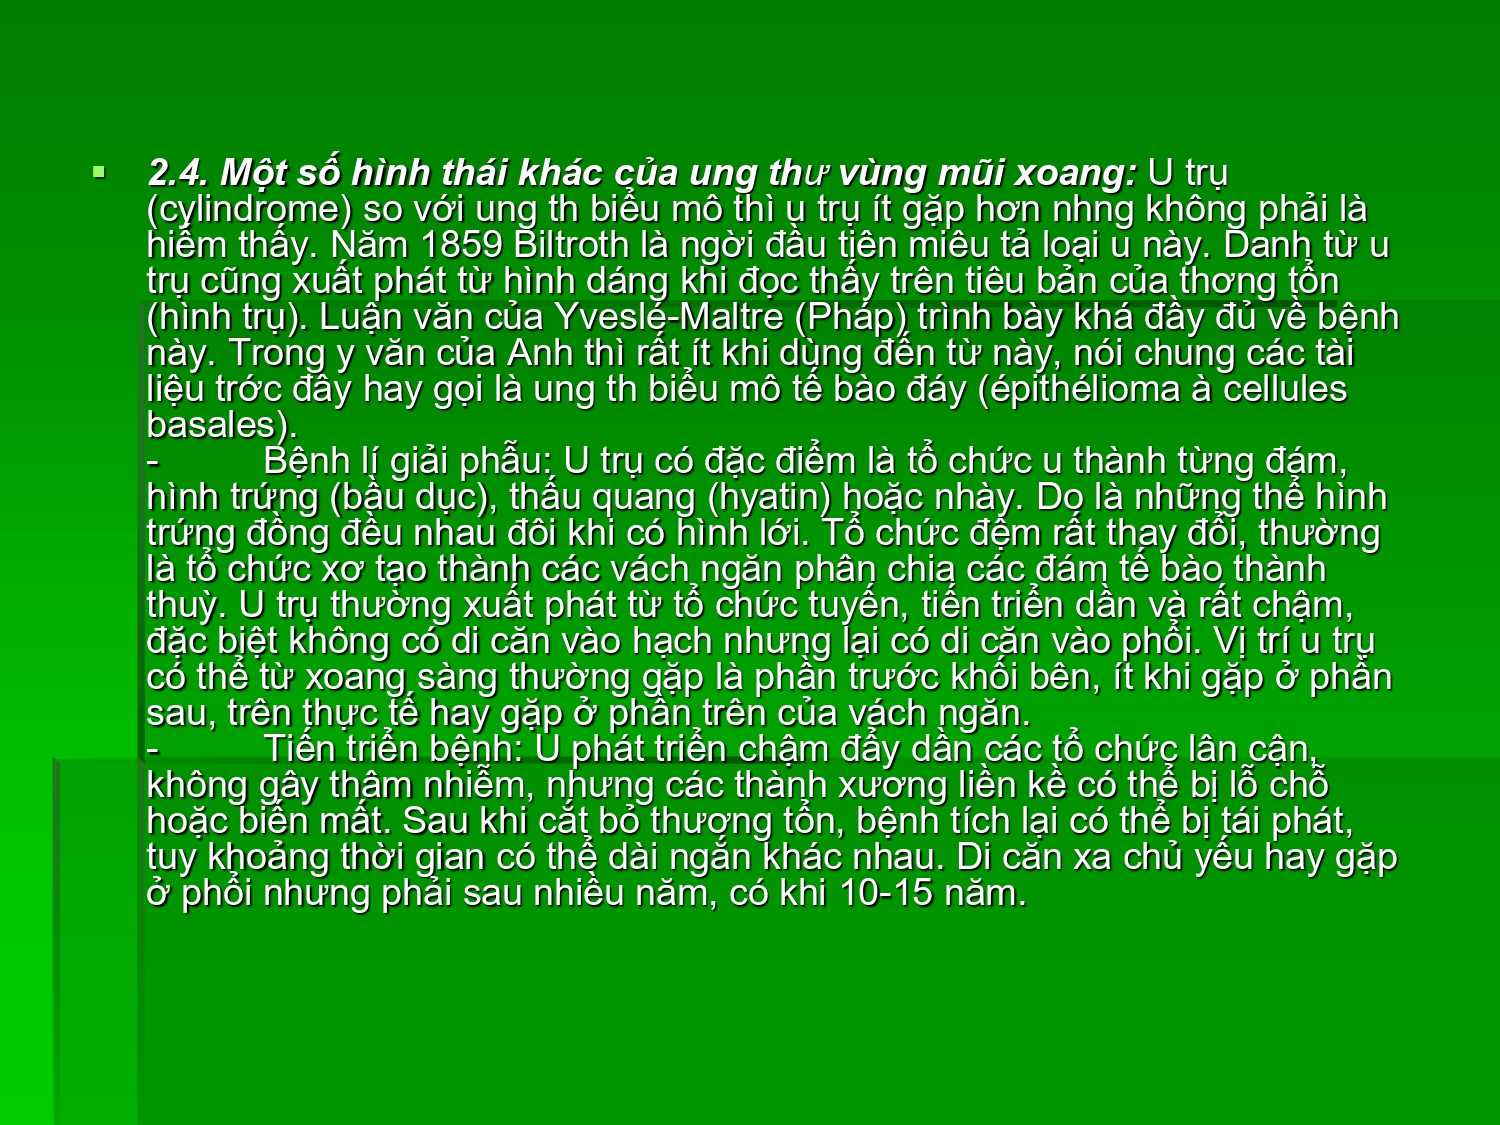 2.4. Một số hình thái khác của ung thư vùng mũi xoang: U trụ
(cylindrome) so với ung th biểu mô thì u trụ ít gặp hơn nhng không phải là
hiếm thấy. Năm 1859 Biltroth là ngời đầu tiên miêu tả loại u này. Danh từ u
trụ cũng xuất phát từ hình dáng khi đọc thấy trên tiêu bản của thơng tổn
(hình trụ). Luận văn của Yveslé-Maltre (Pháp) trình bày khá đầy đủ về bệnh
này. Trong y văn của Anh thì rất ít khi dùng đến từ này, nói chung các tài
liệu trớc đây hay gọi là ung th biểu mô tế bào đáy (épithélioma à cellules
basales).
- Bệnh lí giải phẫu: U trụ có đặc điểm là tổ chức u thành từng đám,
hình trứng (bầu dục), thấu quang (hyatin) hoặc nhày. Do là những thể hình
trứng đồng đều nhau đôi khi có hình lới. Tổ chức đệm rất thay đổi, thường
là tổ chức xơ tạo thành các vách ngăn phân chia các đám tế bào thành
thuỳ. U trụ thường xuất phát từ tổ chức tuyến, tiến triển dần và rất chậm,
đặc biệt không có di căn vào hạch nhưng lại có di căn vào phổi. Vị trí u trụ
có thể từ xoang sàng thường gặp là phần trước khối bên, ít khi gặp ở phần
sau, trên thực tế hay gặp ở phần trên của vách ngăn.
- Tiến triển bệnh: U phát triển chậm đẩy dần các tổ chức lân cận,
không gây thâm nhiễm, nhưng các thành xương liền kề có thể bị lỗ chỗ
hoặc biến mất. Sau khi cắt bỏ thương tổn, bệnh tích lại có thể bị tái phát,
tuy khoảng thời gian có thể dài ngắn khác nhau. Di căn xa chủ yếu hay gặp
ở phổi nhưng phải sau nhiều năm, có khi 10-15 năm.